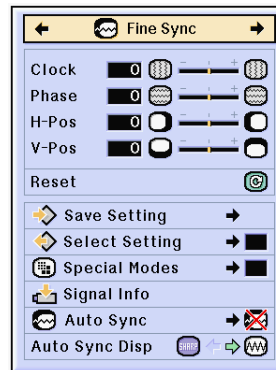 Fine Sync
Clock 0 - +
Phase 0 - +
H-Pos 0 - +
V-Pos 0 - +
Reset
Save Setting
Select Setting
Special Modes
Signal Info
Auto Sync
Auto Sync Disp SHARP